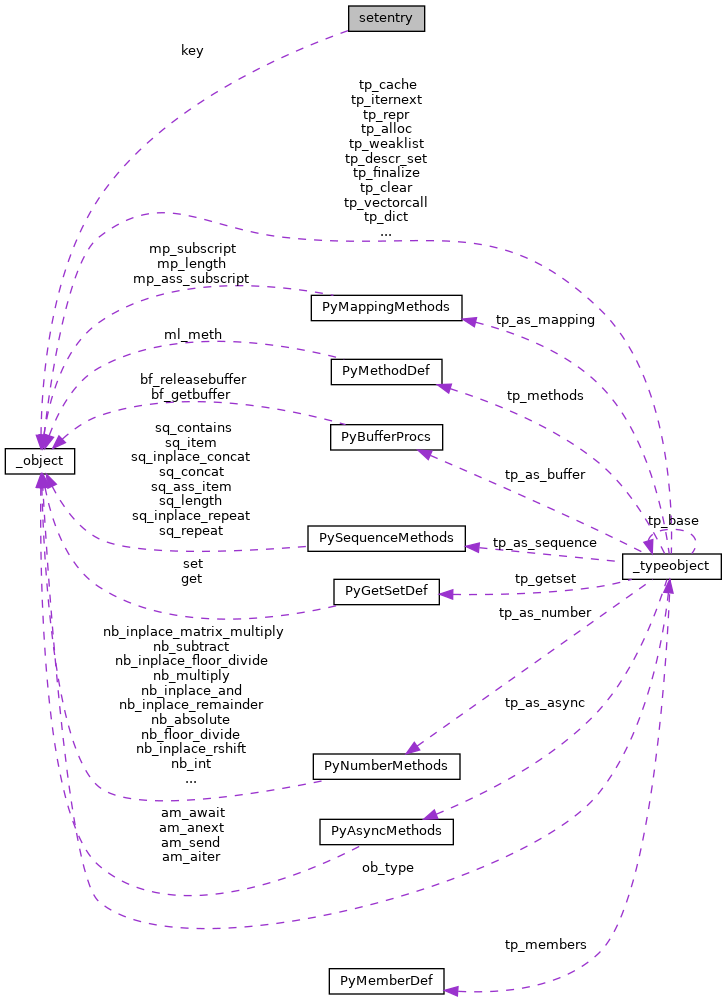 setentry
key
tp_cache
tp_iternext
tp_repr
tp_alloc
tp_weaklist
tp_descr_set
tp_finalize
tp_clear
tp_vectorcall
tp_dict
...
mp_subscript
mp_length
mp_ass_subscript
PyMappingMethods
tp_as_mapping
ml_meth
PyMethodDef
tp_methods
bf_releasebuffer
bf_getbuffer
PyBufferProcs
_object
sq_contains
sq_item
sq_inplace_concat
sq_concat
sq_ass_item
sq_length
sq_inplace_repeat
sq_repeat
tp_as_buffer
tp_base
PySequenceMethods
tp_as_sequence
_typeobject
set
get
PyGetSetDef
tp_getset
tp_as_number
nb_inplace_matrix_multiply
nb_subtract
nb_inplace_floor_divide
nb_multiply
nb_inplace_and
nb_inplace_remainder
nb_absolute
nb_floor_divide
nb_inplace_rshift
nb_int
...
tp_as_async
PyNumberMethods
am_await
am_anext
am_send
am_aiter
PyAsyncMethods
ob_type
tp_members
PyMemberDef